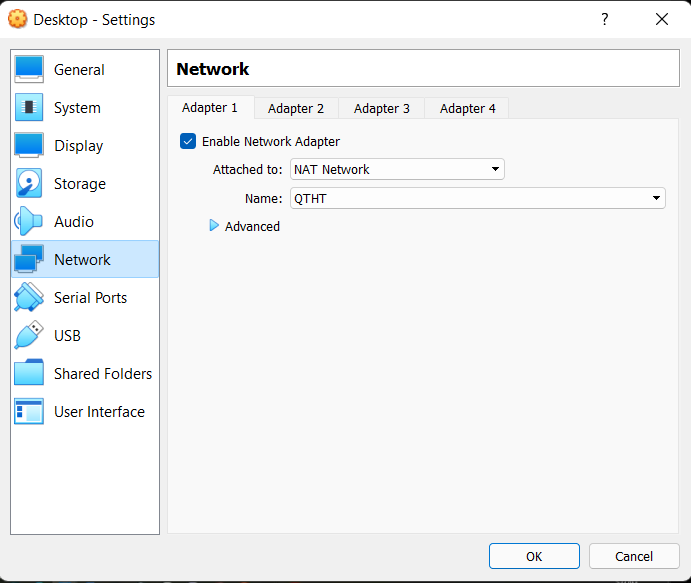 Desktop - Settings
?
General
System
Display
Storage
Audio
Network
Serial Ports
USB
Shared Folders
User Interface
Network
Adapter 1
Adapter 2
Adapter 3
Adapter 4
Enable Network Adapter
Attached to: NAT Network
Name: QTHT
Advanced
OK
Cancel